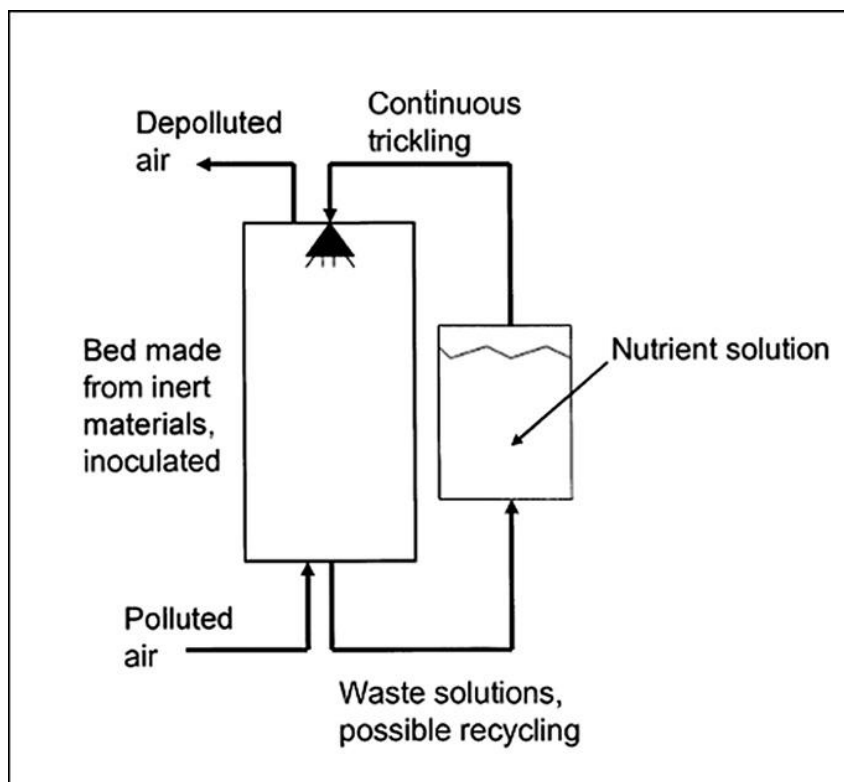 Continuous
trickling
Depolluted
air
Bed made
from inert
materials,
inoculated
Nutrient solution
Polluted
air
Waste solutions,
possible recycling